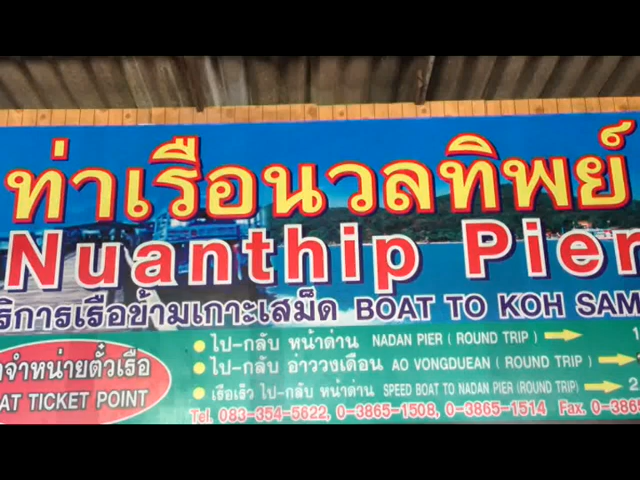 ท่าเรือนวลทิพย์
Nuanthip Pier
บริการเรือข้ามเกาะเสม็ด BOAT TO KOH SAM
จำหน่ายตั๋วเรือ
AT TICKET POINT
ไป-กลับ หน้าด่าน NADAN PIER ( ROUND TRIP )
ไป-กลับ อ่าววงเดือน AO VONGDUEAN ( ROUND TRIP )
เรือเร็ว ไป-กลับ หน้าด่าน SPEED BOAT TO NADAN PIER (ROUND TRIP) 2
Tel. 083-354-5622, 0-3865-1508, 0-3865-1514 Fax. 0-3865